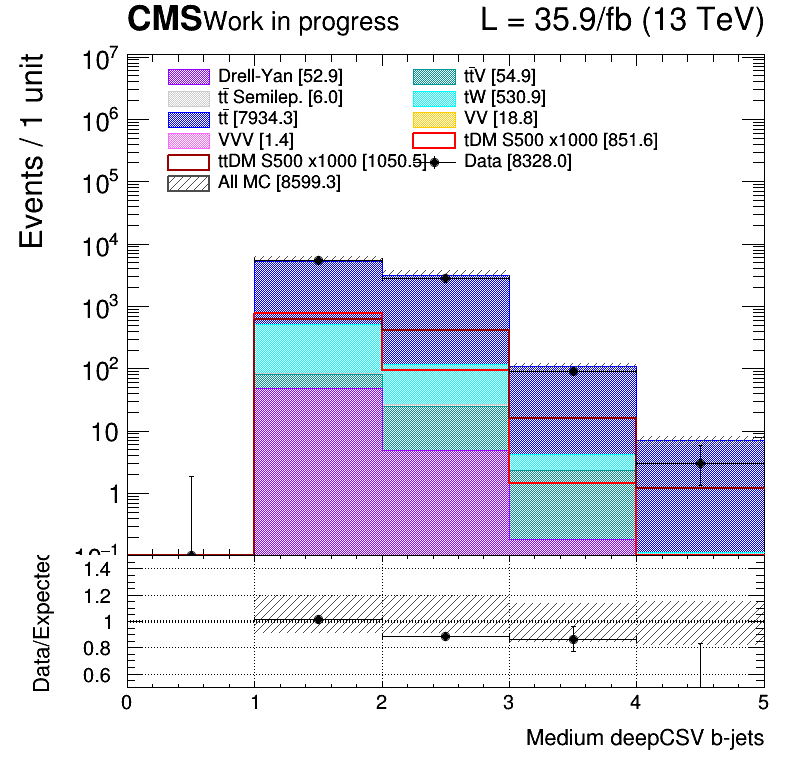 CMS Work in progress L = 35.9/fb (13 TeV)
Events / 1 unit
10⁷
10⁶
10⁵
10⁴
10³
10²
10
1
10⁻¹
Drell-Yan [52.9] tt̄V [54.9]
tt̄ Semilep. [6.0] tW [530.9]
tt̄ [7934.3] VV [18.8]
VVV [1.4] tDM S500 x1000 [851.6]
ttDM S500 x1000 [1050.5] Data [8328.0]
All MC [8599.3]
Data/Expected
1.4
1.2
1
0.8
0.6
0 1 2 3 4 5
Medium deepCSV b-jets